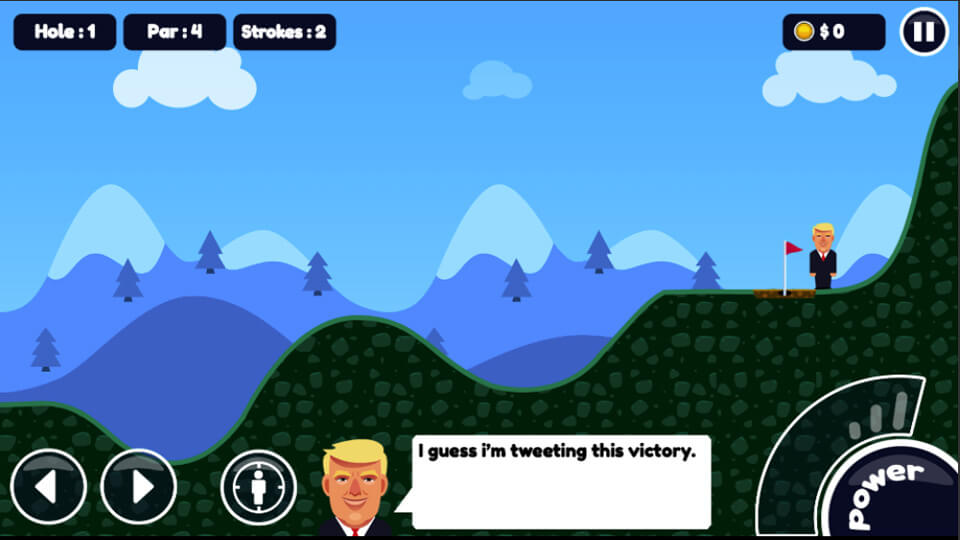 Hole : 1
Par : 4
Strokes : 2
$ 0
I guess i'm tweeting this victory.
power